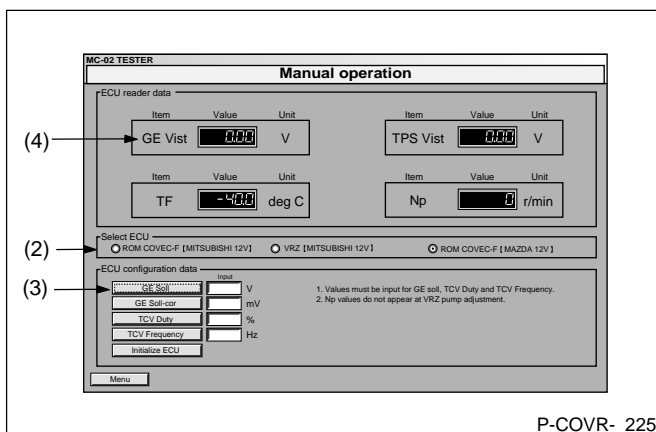 MC-02 TESTER
Manual operation
ECU reader data
Item Value Unit
GE Vist 0.00 V
Item Value Unit
TPS Vist 0.00 V
Item Value Unit
TF -40.0 deg C
Item Value Unit
Np 0 r/min
(4)
Select ECU
(2)
ROM COVEC-F [MITSUBISHI 12V] VRZ [MITSUBISHI 12V] ROM COVEC-F [MAZDA 12V]
ECU configuration data
Input
(3)
GE Soll V
GE Soll-cor mV
TCV Duty %
TCV Frequency Hz
Initialize ECU
1. Values must be input for GE soll, TCV Duty and TCV Frequency.
2. Np values do not appear at VRZ pump adjustment.
Menu
P-COVR- 225